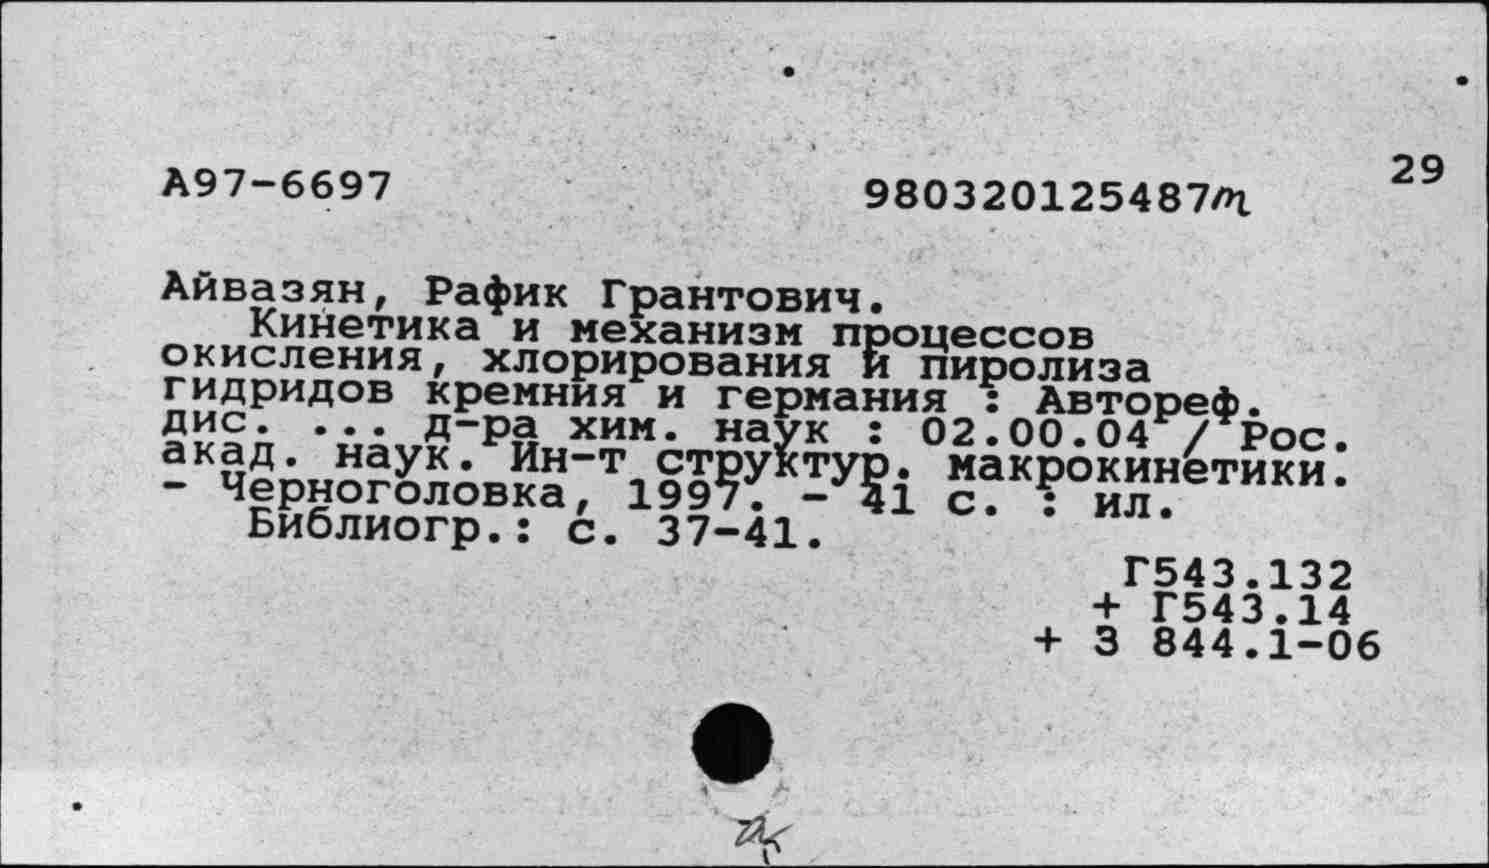 29
А97-6697 980320125487
Айвазян, Рафик Грантович.
Кинетика и механизм процессов
окисления, хлорирования и пиролиза
гидридов кремния и германия : Автореф.
дис. ... д-ра хим. наук : 02.00.04 / Рос.
акад. наук. Ин-т структур. макрокинетики.
- Черноголовка, 1997. - 41 с. : ил.
Библиогр.: с. 37-41.
Г543.132
+ Г543.14
+ З 844.1-06